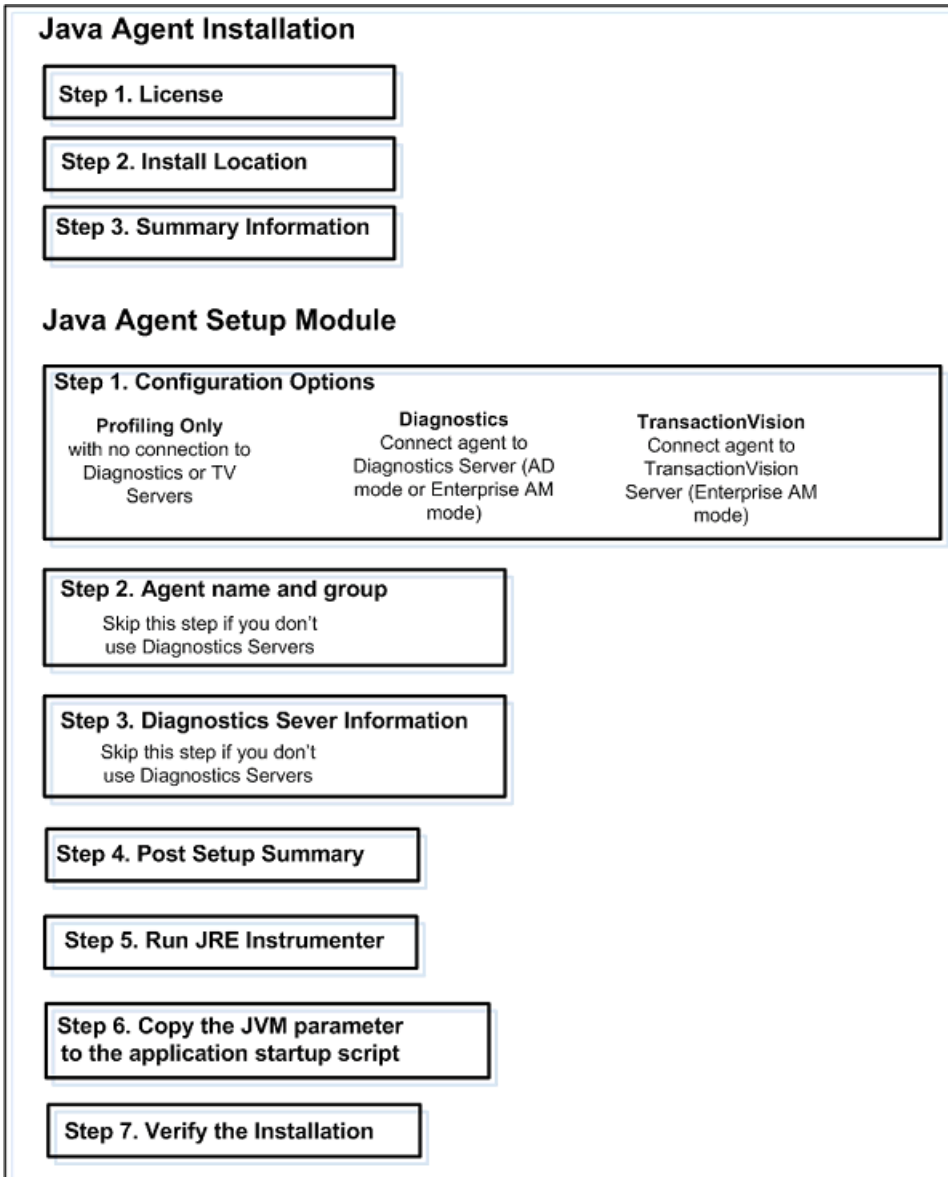 Java Agent Installation
Step 1. License
Step 2. Install Location
Step 3. Summary Information
Java Agent Setup Module
Step 1. Configuration Options
Profiling Only
with no connection to
Diagnostics or TV
Servers
Diagnostics
Connect agent to
Diagnostics Server (AD
mode or Enterprise AM
mode)
TransactionVision
Connect agent to
TransactionVision
Server (Enterprise AM
mode)
Step 2. Agent name and group
Skip this step if you don't
use Diagnostics Servers
Step 3. Diagnostics Sever Information
Skip this step if you don't
use Diagnostics Servers
Step 4. Post Setup Summary
Step 5. Run JRE Instrumenter
Step 6. Copy the JVM parameter
to the application startup script
Step 7. Verify the Installation